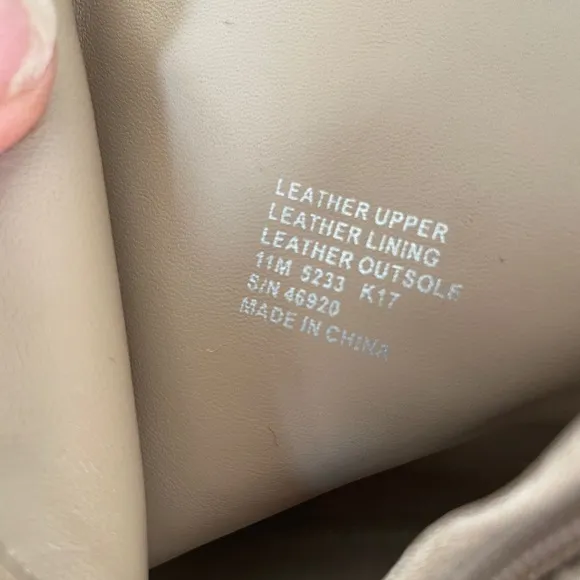 LEATHER UPPER
LEATHER LINING
LEATHER OUTSOLE
11M 5233 K17
S/N 46920
MADE IN CHINA